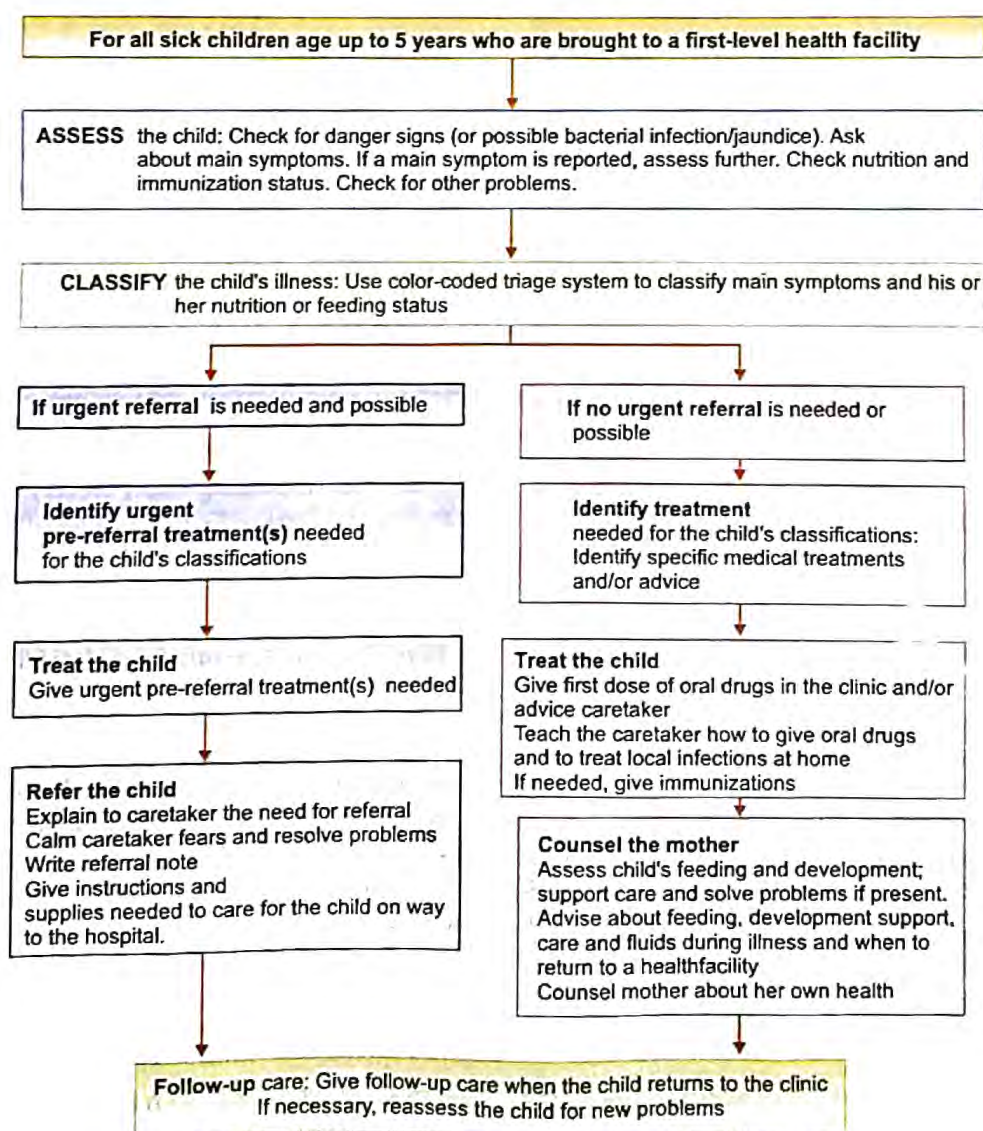 For all sick children age up to 5 years who are brought to a first-level health facility
ASSESS the child: Check for danger signs (or possible bacterial infection/jaundice). Ask
about main symptoms. If a main symptom is reported, assess further. Check nutrition and
immunization status. Check for other problems.
CLASSIFY the child's illness: Use color-coded triage system to classify main symptoms and his or
her nutrition or feeding status
If urgent referral is needed and possible
Identify urgent
pre-referral treatment(s) needed
for the child's classifications
Treat the child
Give urgent pre-referral treatment(s) needed
Refer the child
Explain to caretaker the need for referral
Calm caretaker fears and resolve problems
Write referral note
Give instructions and
supplies needed to care for the child on way
to the hospital.
If no urgent referral is needed or
possible
Identify treatment
needed for the child's classifications:
Identify specific medical treatments
and/or advice
Treat the child
Give first dose of oral drugs in the clinic and/or
advice caretaker
Teach the caretaker how to give oral drugs
and to treat local infections at home
If needed, give immunizations
Counsel the mother
Assess child's feeding and development;
support care and solve problems if present.
Advise about feeding, development support,
care and fluids during illness and when to
return to a healthfacility
Counsel mother about her own health
Follow-up care: Give follow-up care when the child returns to the clinic
If necessary, reassess the child for new problems